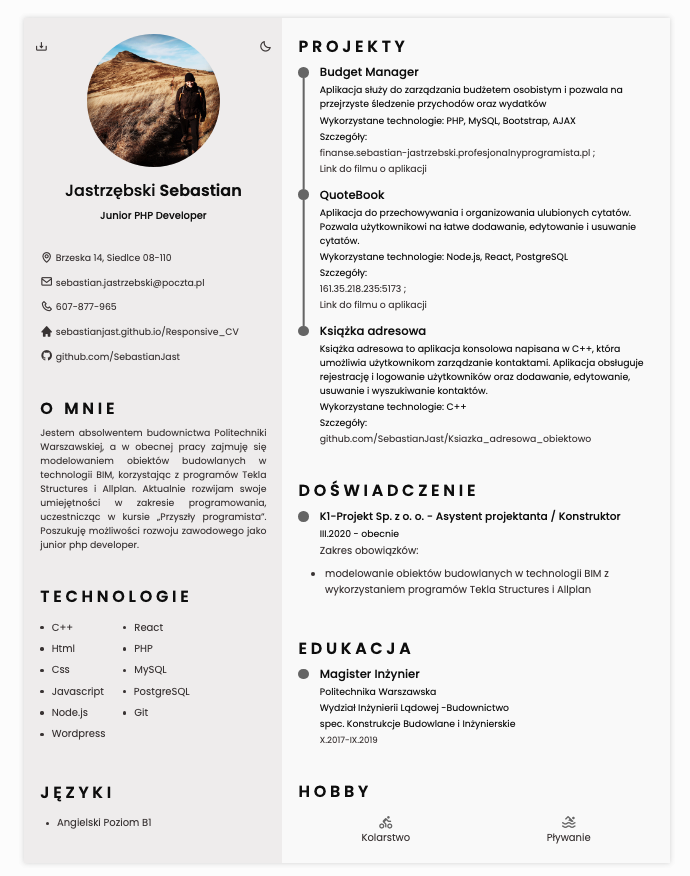 Jastrzębski Sebastian
Junior PHP Developer
Brzeska 14, Siedlce 08-110
sebastian.jastrzebski@poczta.pl
607-877-965
sebastianjast.github.io/Responsive_CV
github.com/SebastianJast
O MNIE
Jestem absolwentem budownictwa Politechniki
Warszawskiej, a w obecnej pracy zajmuję się
modelowaniem obiektów budowlanych w
technologii BIM, korzystając z programów Tekla
Structures i Allplan. Aktualnie rozwijam swoje
umiejętności w zakresie programowania,
uczestnicząc w kursie „Przyszły programista”.
Poszukuję możliwości rozwoju zawodowego jako
junior php developer.
TECHNOLOGIE
C++
Html
Css
Javascript
Node.js
Wordpress
React
PHP
MySQL
PostgreSQL
Git
JĘZYKI
Angielski Poziom B1
PROJEKTY
Budget Manager
Aplikacja służy do zarządzania budżetem osobistym i pozwala na
przejrzyste śledzenie przychodów oraz wydatków
Wykorzystane technologie: PHP, MySQL, Bootstrap, AJAX
Szczegóły:
finanse.sebastian-jastrzebski.profesjonalnyprogramista.pl ;
Link do filmu o aplikacji
QuoteBook
Aplikacja do przechowywania i organizowania ulubionych cytatów.
Pozwala użytkownikowi na łatwe dodawanie, edytowanie i usuwanie
cytatów.
Wykorzystane technologie: Node.js, React, PostgreSQL
Szczegóły:
161.35.218.235:5173 ;
Link do filmu o aplikacji
Książka adresowa
Książka adresowa to aplikacja konsolowa napisana w C++, która
umożliwia użytkownikom zarządzanie kontaktami. Aplikacja obsługuje
rejestrację i logowanie użytkowników oraz dodawanie, edytowanie,
usuwanie i wyszukiwanie kontaktów.
Wykorzystane technologie: C++
Szczegóły:
github.com/SebastianJast/Ksiazka_adresowa_obiektowo
DOŚWIADCZENIE
K1-Projekt Sp. z o. o. - Asystent projektanta / Konstruktor
III.2020 - obecnie
Zakres obowiązków:
modelowanie obiektów budowlanych w technologii BIM z
wykorzystaniem programów Tekla Structures i Allplan
EDUKACJA
Magister Inżynier
Politechnika Warszawska
Wydział Inżynierii Lądowej -Budownictwo
spec. Konstrukcje Budowlane i Inżynierskie
X.2017-IX.2019
HOBBY
Kolarstwo
Pływanie